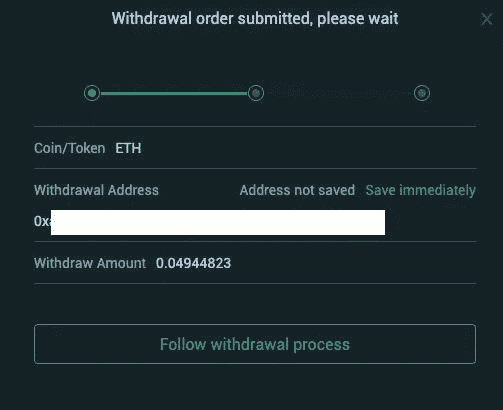 Withdrawal order submitted, please wait
Coin/Token ETH
Withdrawal Address Address not saved Save immediately
0x
Withdraw Amount 0.04944823
Follow withdrawal process